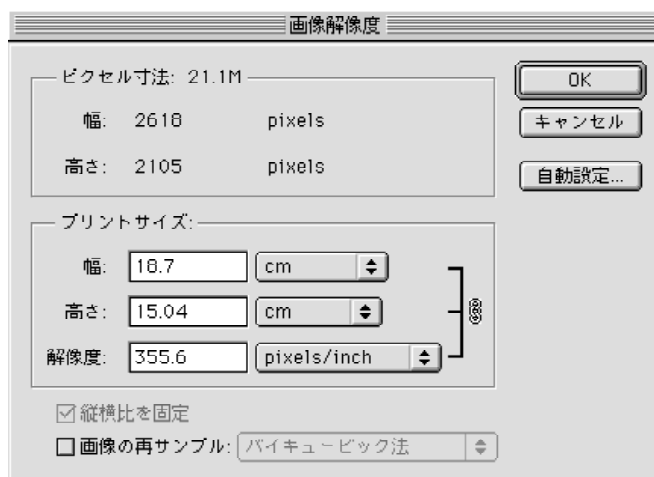 画像解像度
ピクセル寸法: 21.1M
幅: 2618 pixels
高さ: 2105 pixels
OK
キャンセル
自動設定...
プリントサイズ:
幅: 18.7 cm
高さ: 15.04 cm
解像度: 355.6 pixels/inch
縦横比を固定
画像の再サンプル: バイキュービック法